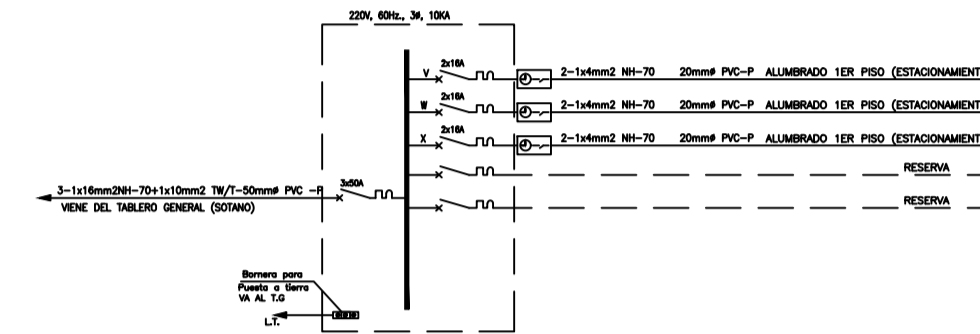 220V, 60Hz., 3ø, 10KA
V 2x16A 2-1x4mm2 NH-70 20mmø PVC-P ALUMBRADO 1ER PISO (ESTACIONAMIENT
W 2x16A 2-1x4mm2 NH-70 20mmø PVC-P ALUMBRADO 1ER PISO (ESTACIONAMIENT
X 2x16A 2-1x4mm2 NH-70 20mmø PVC-P ALUMBRADO 1ER PISO (ESTACIONAMIENT
RESERVA
3-1x16mm2NH-70+1x10mm2 TW/T-50mmø PVC -P 3x50A
VIENE DEL TABLERO GENERAL (SOTANO)
RESERVA
Bornera para
Puesta a tierra
VA AL T.G
L.T.